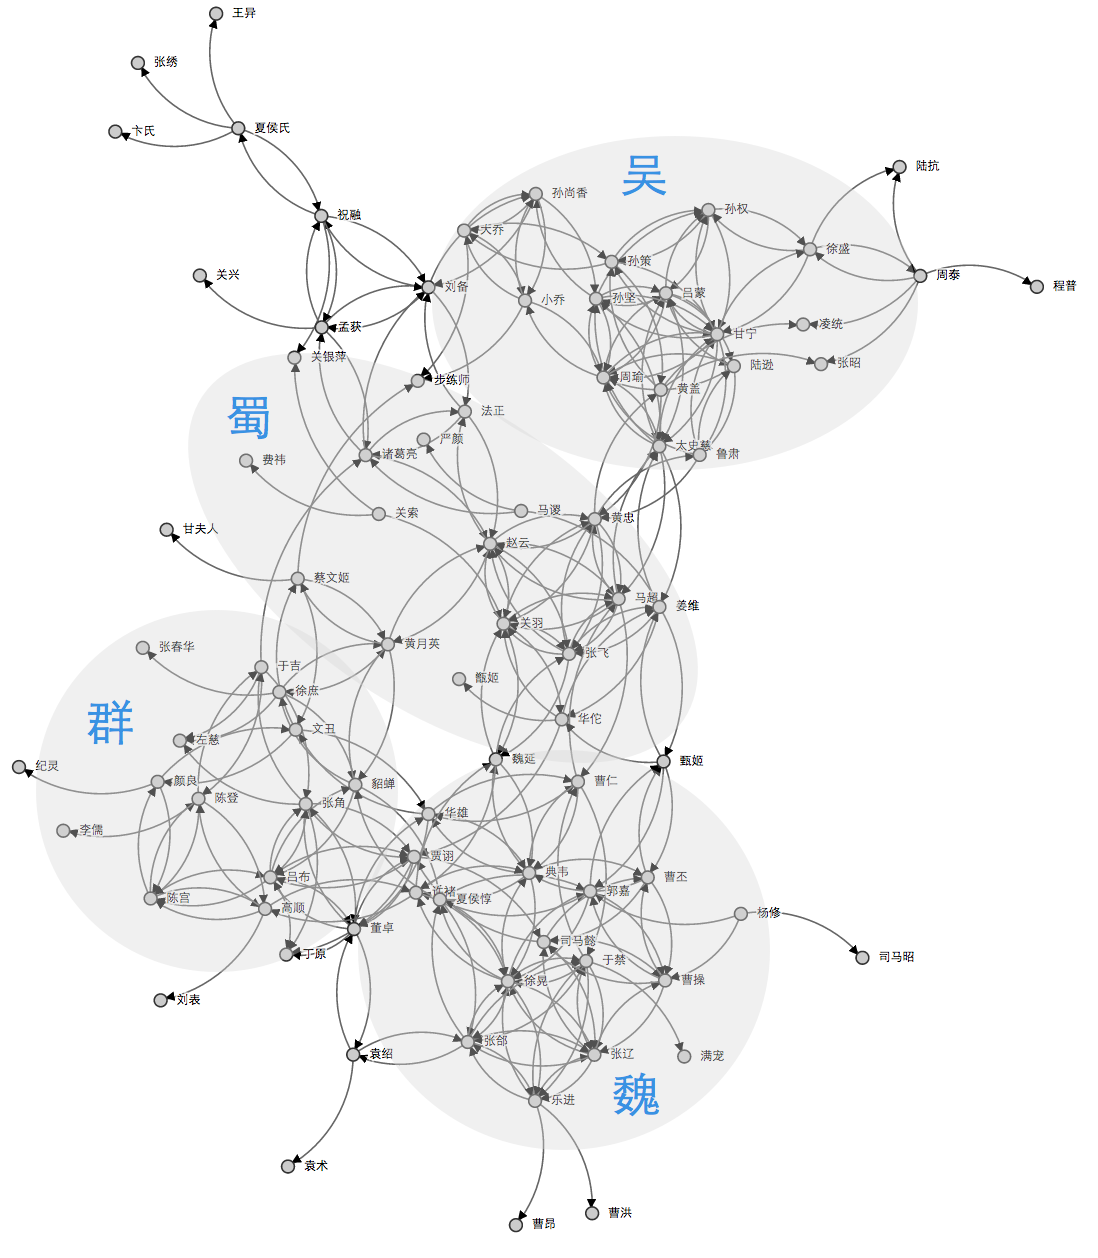 王异
张绣
卞氏
夏侯氏
吴
陆抗
孙尚香
祝融
孙权
大乔
徐盛
孙策
关兴
周泰
刘备
程普
吕蒙
小乔
孙坚
孟获
凌统
甘宁
关银萍
张昭
陆逊
步练师
周瑜
黄盖
蜀
法正
严颜
太史慈
诸葛亮
鲁肃
费祎
关索
马谡
黄忠
甘夫人
赵云
蔡文姬
马超
姜维
关羽
黄月英
张春华
张飞
于吉
甄姬
徐庶
群
华佗
文丑
左慈
魏延
甄姬
纪灵
颜良
曹仁
貂蝉
陈登
张角
华雄
李儒
贾诩
典韦
吕布
曹丕
郭嘉
许褚
陈宫
夏侯惇
高顺
杨修
董卓
司马懿
丁原
司马昭
于禁
徐晃
曹操
刘表
张郃
袁绍
张辽
满宠
魏
乐进
袁术
曹洪
曹昂